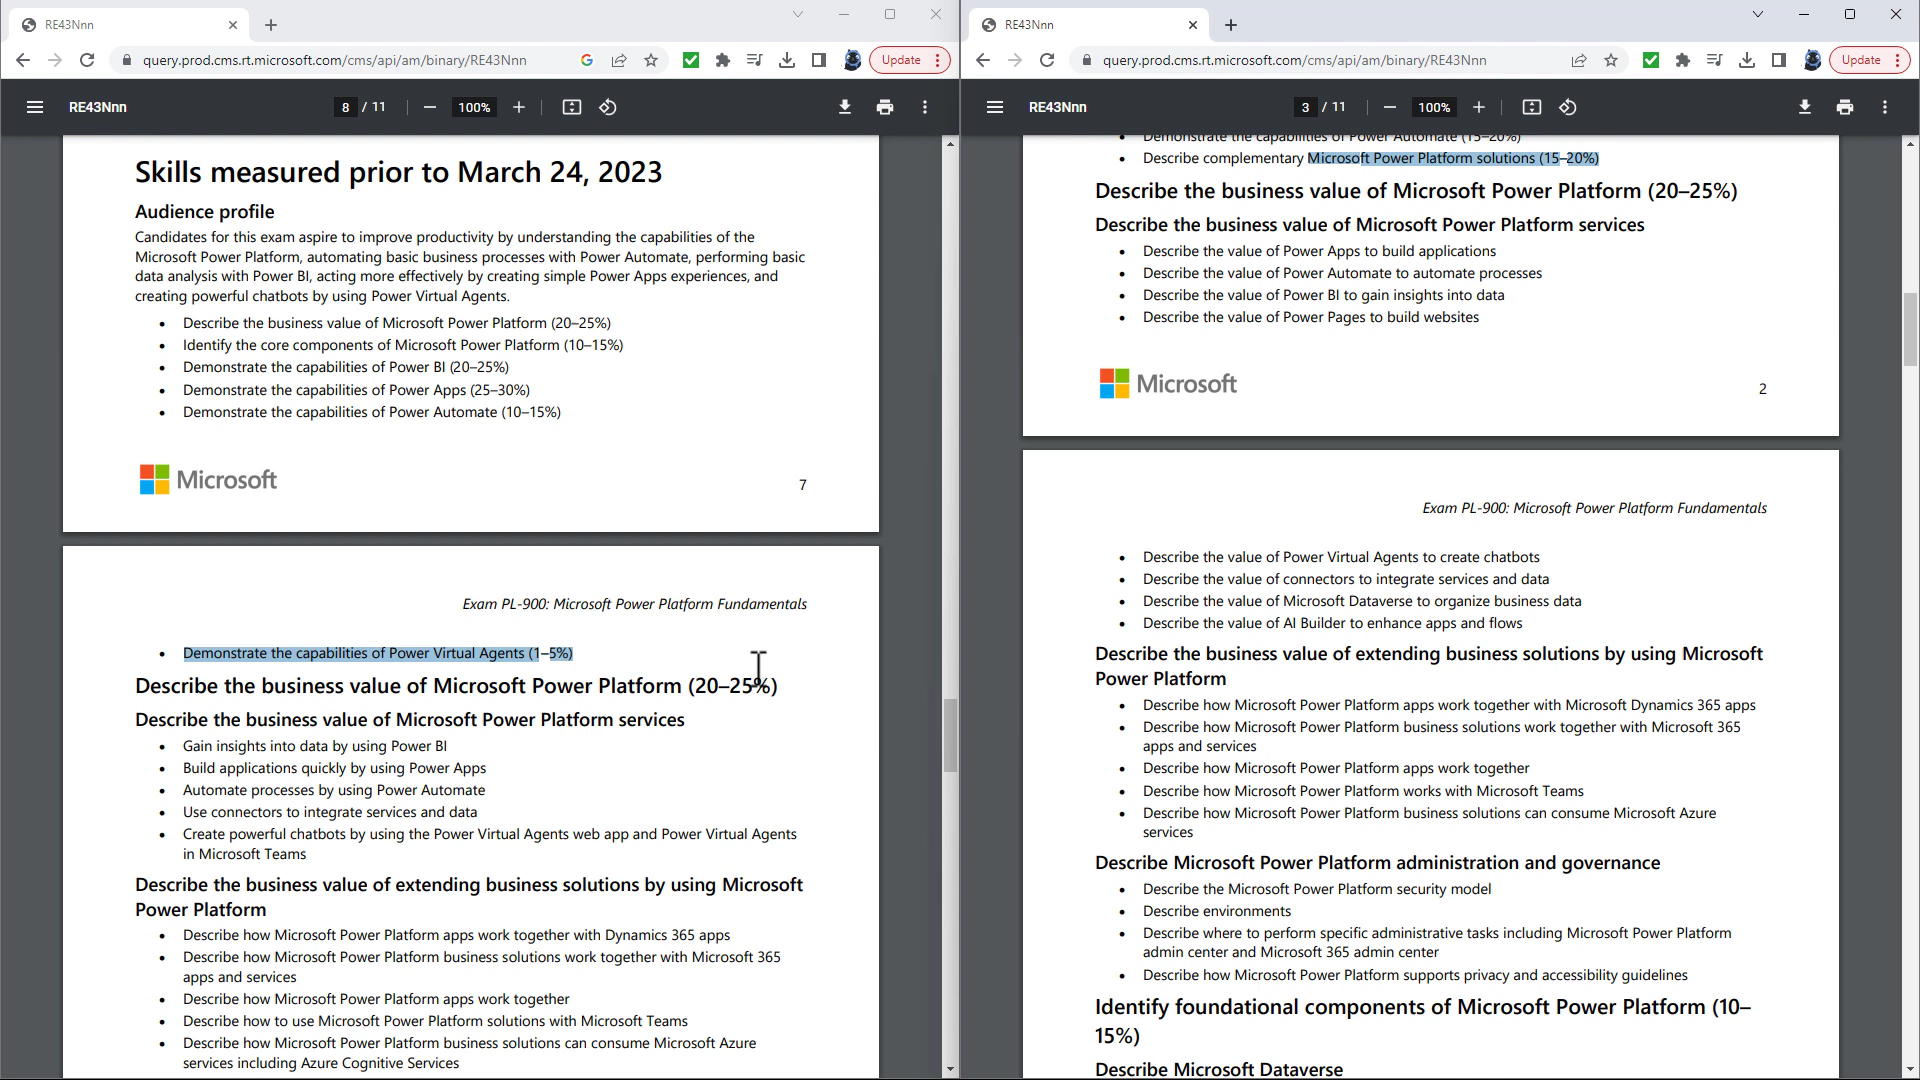 RE43Nnn
query.prod.cms.rt.microsoft.com/cms/api/am/binary/RE43Nnn
Update
RE43Nnn
8 / 11
100%
Skills measured prior to March 24, 2023
Audience profile
Candidates for this exam aspire to improve productivity by understanding the capabilities of the
Microsoft Power Platform, automating basic business processes with Power Automate, performing basic
data analysis with Power BI, acting more effectively by creating simple Power Apps experiences, and
creating powerful chatbots by using Power Virtual Agents.
• Describe the business value of Microsoft Power Platform (20–25%)
• Identify the core components of Microsoft Power Platform (10–15%)
• Demonstrate the capabilities of Power BI (20–25%)
• Demonstrate the capabilities of Power Apps (25–30%)
• Demonstrate the capabilities of Power Automate (10–15%)
Microsoft
7
Exam PL-900: Microsoft Power Platform Fundamentals
• Demonstrate the capabilities of Power Virtual Agents (1–5%)
Describe the business value of Microsoft Power Platform (20–25%)
Describe the business value of Microsoft Power Platform services
• Gain insights into data by using Power BI
• Build applications quickly by using Power Apps
• Automate processes by using Power Automate
• Use connectors to integrate services and data
• Create powerful chatbots by using the Power Virtual Agents web app and Power Virtual Agents
in Microsoft Teams
Describe the business value of extending business solutions by using Microsoft
Power Platform
• Describe how Microsoft Power Platform apps work together with Dynamics 365 apps
• Describe how Microsoft Power Platform business solutions work together with Microsoft 365
apps and services
• Describe how Microsoft Power Platform apps work together
• Describe how to use Microsoft Power Platform solutions with Microsoft Teams
• Describe how Microsoft Power Platform business solutions can consume Microsoft Azure
services including Azure Cognitive Services
RE43Nnn
query.prod.cms.rt.microsoft.com/cms/api/am/binary/RE43Nnn
Update
RE43Nnn
3 / 11
100%
• Demonstrate the capabilities of Power Automate (15–20%)
• Describe complementary Microsoft Power Platform solutions (15–20%)
Describe the business value of Microsoft Power Platform (20–25%)
Describe the business value of Microsoft Power Platform services
• Describe the value of Power Apps to build applications
• Describe the value of Power Automate to automate processes
• Describe the value of Power BI to gain insights into data
• Describe the value of Power Pages to build websites
Microsoft
2
Exam PL-900: Microsoft Power Platform Fundamentals
• Describe the value of Power Virtual Agents to create chatbots
• Describe the value of connectors to integrate services and data
• Describe the value of Microsoft Dataverse to organize business data
• Describe the value of AI Builder to enhance apps and flows
Describe the business value of extending business solutions by using Microsoft
Power Platform
• Describe how Microsoft Power Platform apps work together with Microsoft Dynamics 365 apps
• Describe how Microsoft Power Platform business solutions work together with Microsoft 365
apps and services
• Describe how Microsoft Power Platform apps work together
• Describe how Microsoft Power Platform works with Microsoft Teams
• Describe how Microsoft Power Platform business solutions can consume Microsoft Azure
services
Describe Microsoft Power Platform administration and governance
• Describe the Microsoft Power Platform security model
• Describe environments
• Describe where to perform specific administrative tasks including Microsoft Power Platform
admin center and Microsoft 365 admin center
• Describe how Microsoft Power Platform supports privacy and accessibility guidelines
Identify foundational components of Microsoft Power Platform (10–
15%)
Describe Microsoft Dataverse